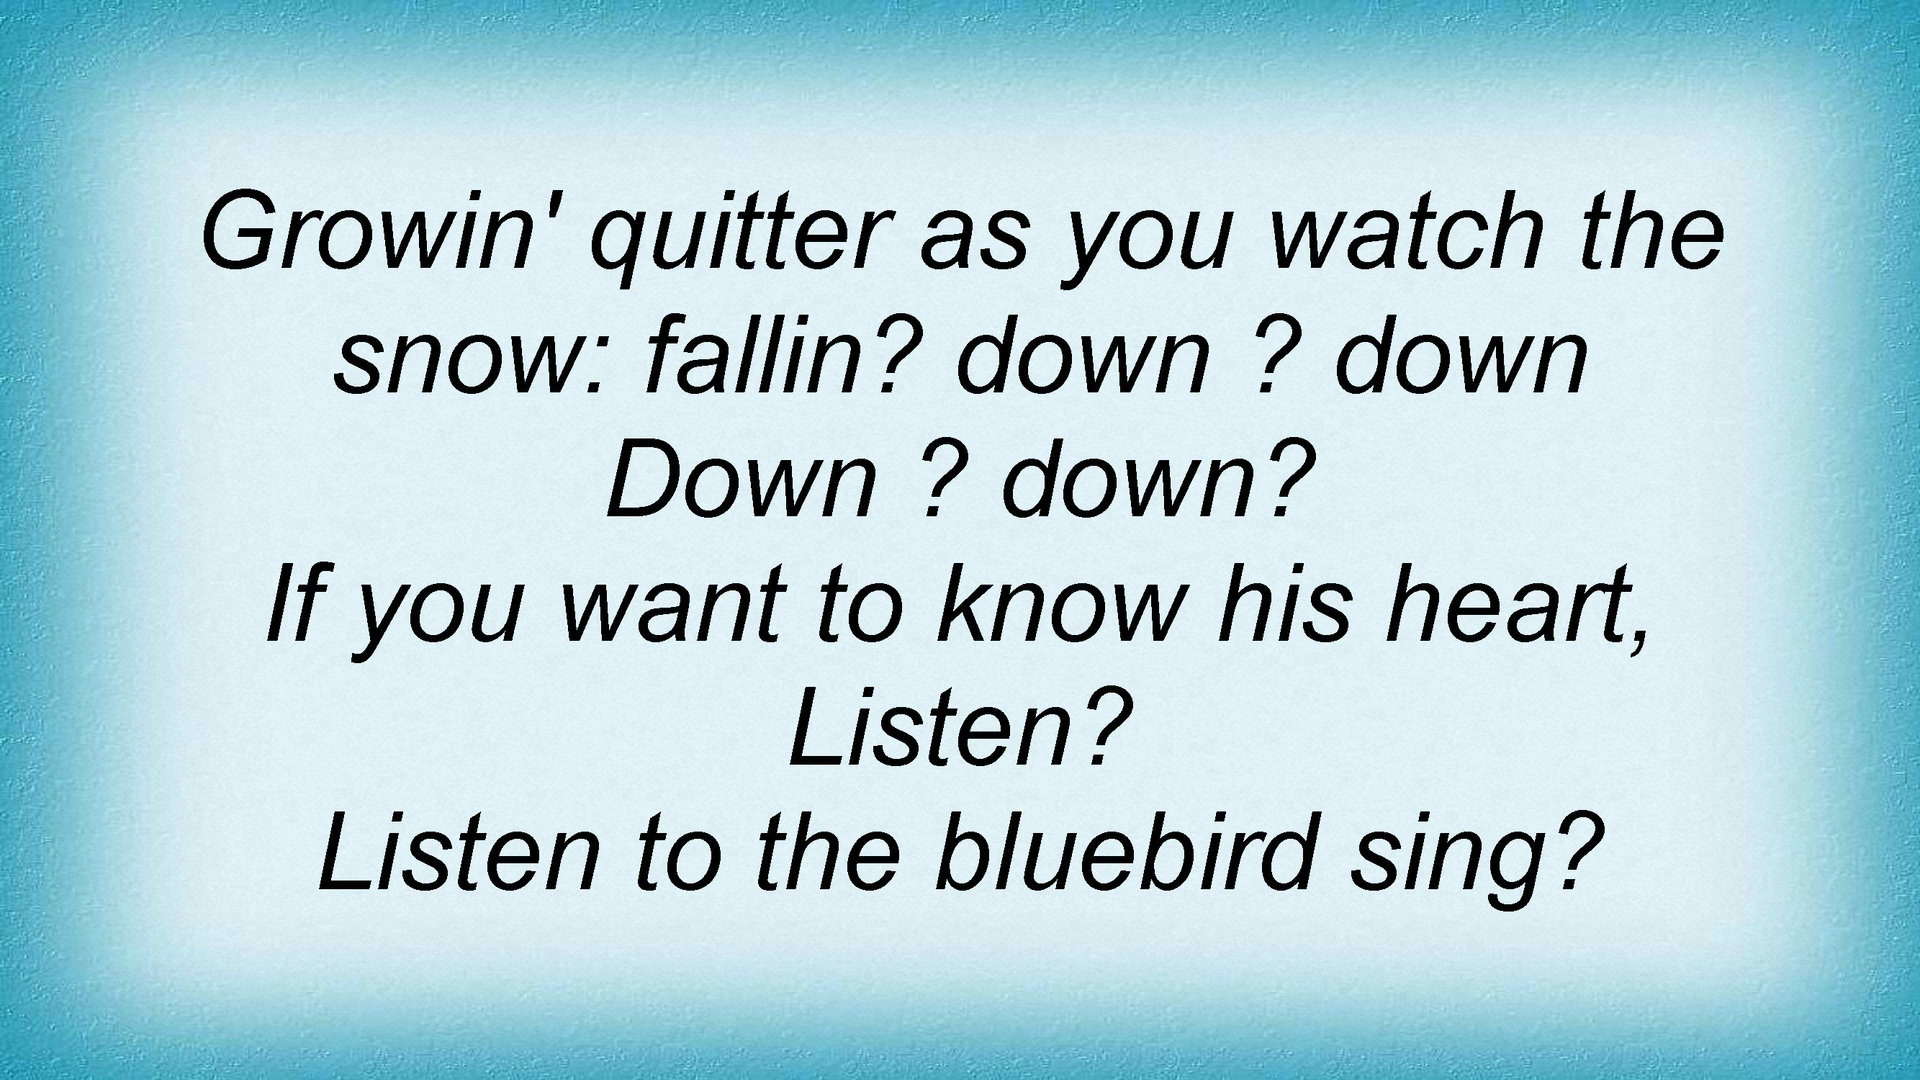 Growin' quitter as you watch the
snow: fallin? down ? down
Down ? down?
If you want to know his heart,
Listen?
Listen to the bluebird sing?